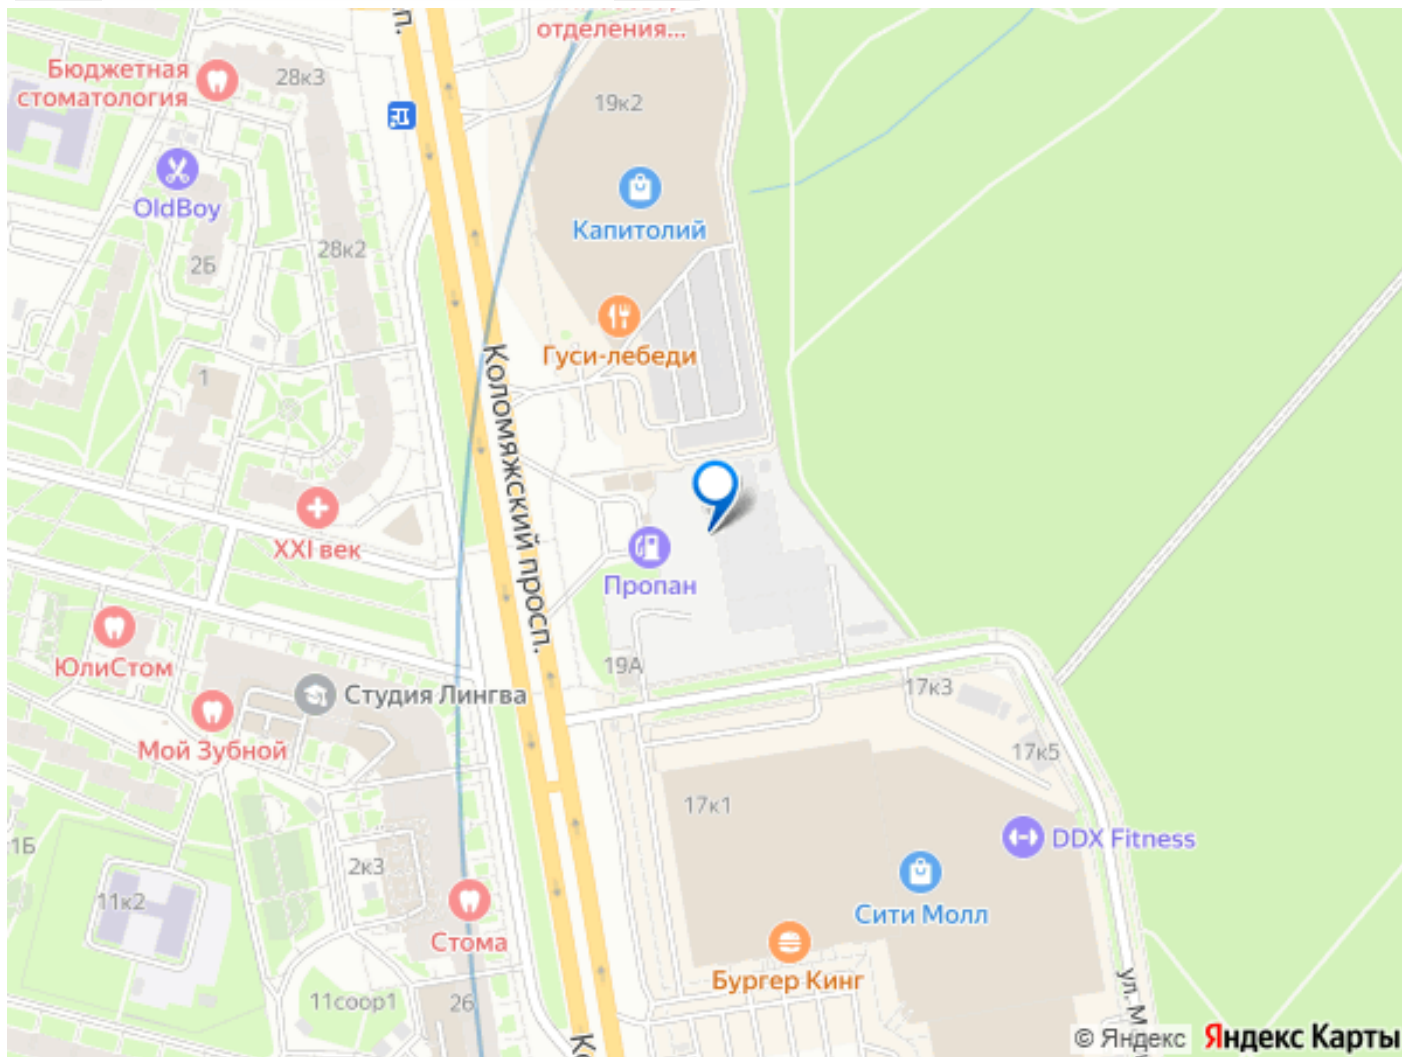 отделения...
Бюджетная
стоматология
28к3
19к2
OldBoy
Капитолий
28к2
2Б
Гуси-лебеди
1
Коломяжский просп.
XXI век
Пропан
ЮлиСтом
19А
Студия Лингва
17к3
Мой Зубной
17к5
17к1
1Б
DDX Fitness
2к3
11к2
Сити Молл
Стома
Бургер Кинг
11соор1
26
ул. М
Ко
© Яндекс
Яндекс Карты